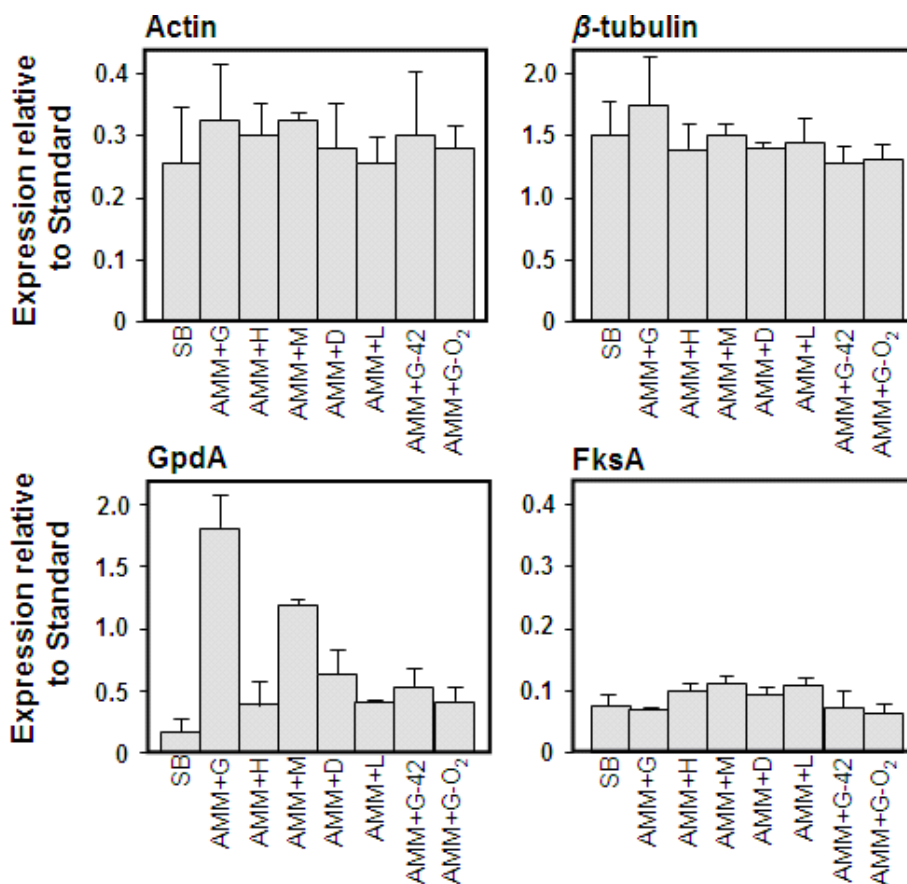 Actin
β-tubulin
Expression relative
to Standard
0.4
0.3
0.2
0.1
0
SB
AMM+G
AMM+H
AMM+M
AMM+D
AMM+L
AMM+G-42
AMM+G-O₂
2.0
1.5
1.0
0.5
0
SB
AMM+G
AMM+H
AMM+M
AMM+D
AMM+L
AMM+G-42
AMM+G-O₂
GpdA
FksA
Expression relative
to Standard
2.0
1.5
1.0
0.5
0
SB
AMM+G
AMM+H
AMM+M
AMM+D
AMM+L
AMM+G-42
AMM+G-O₂
0.4
0.3
0.2
0.1
0
SB
AMM+G
AMM+H
AMM+M
AMM+D
AMM+L
AMM+G-42
AMM+G-O₂